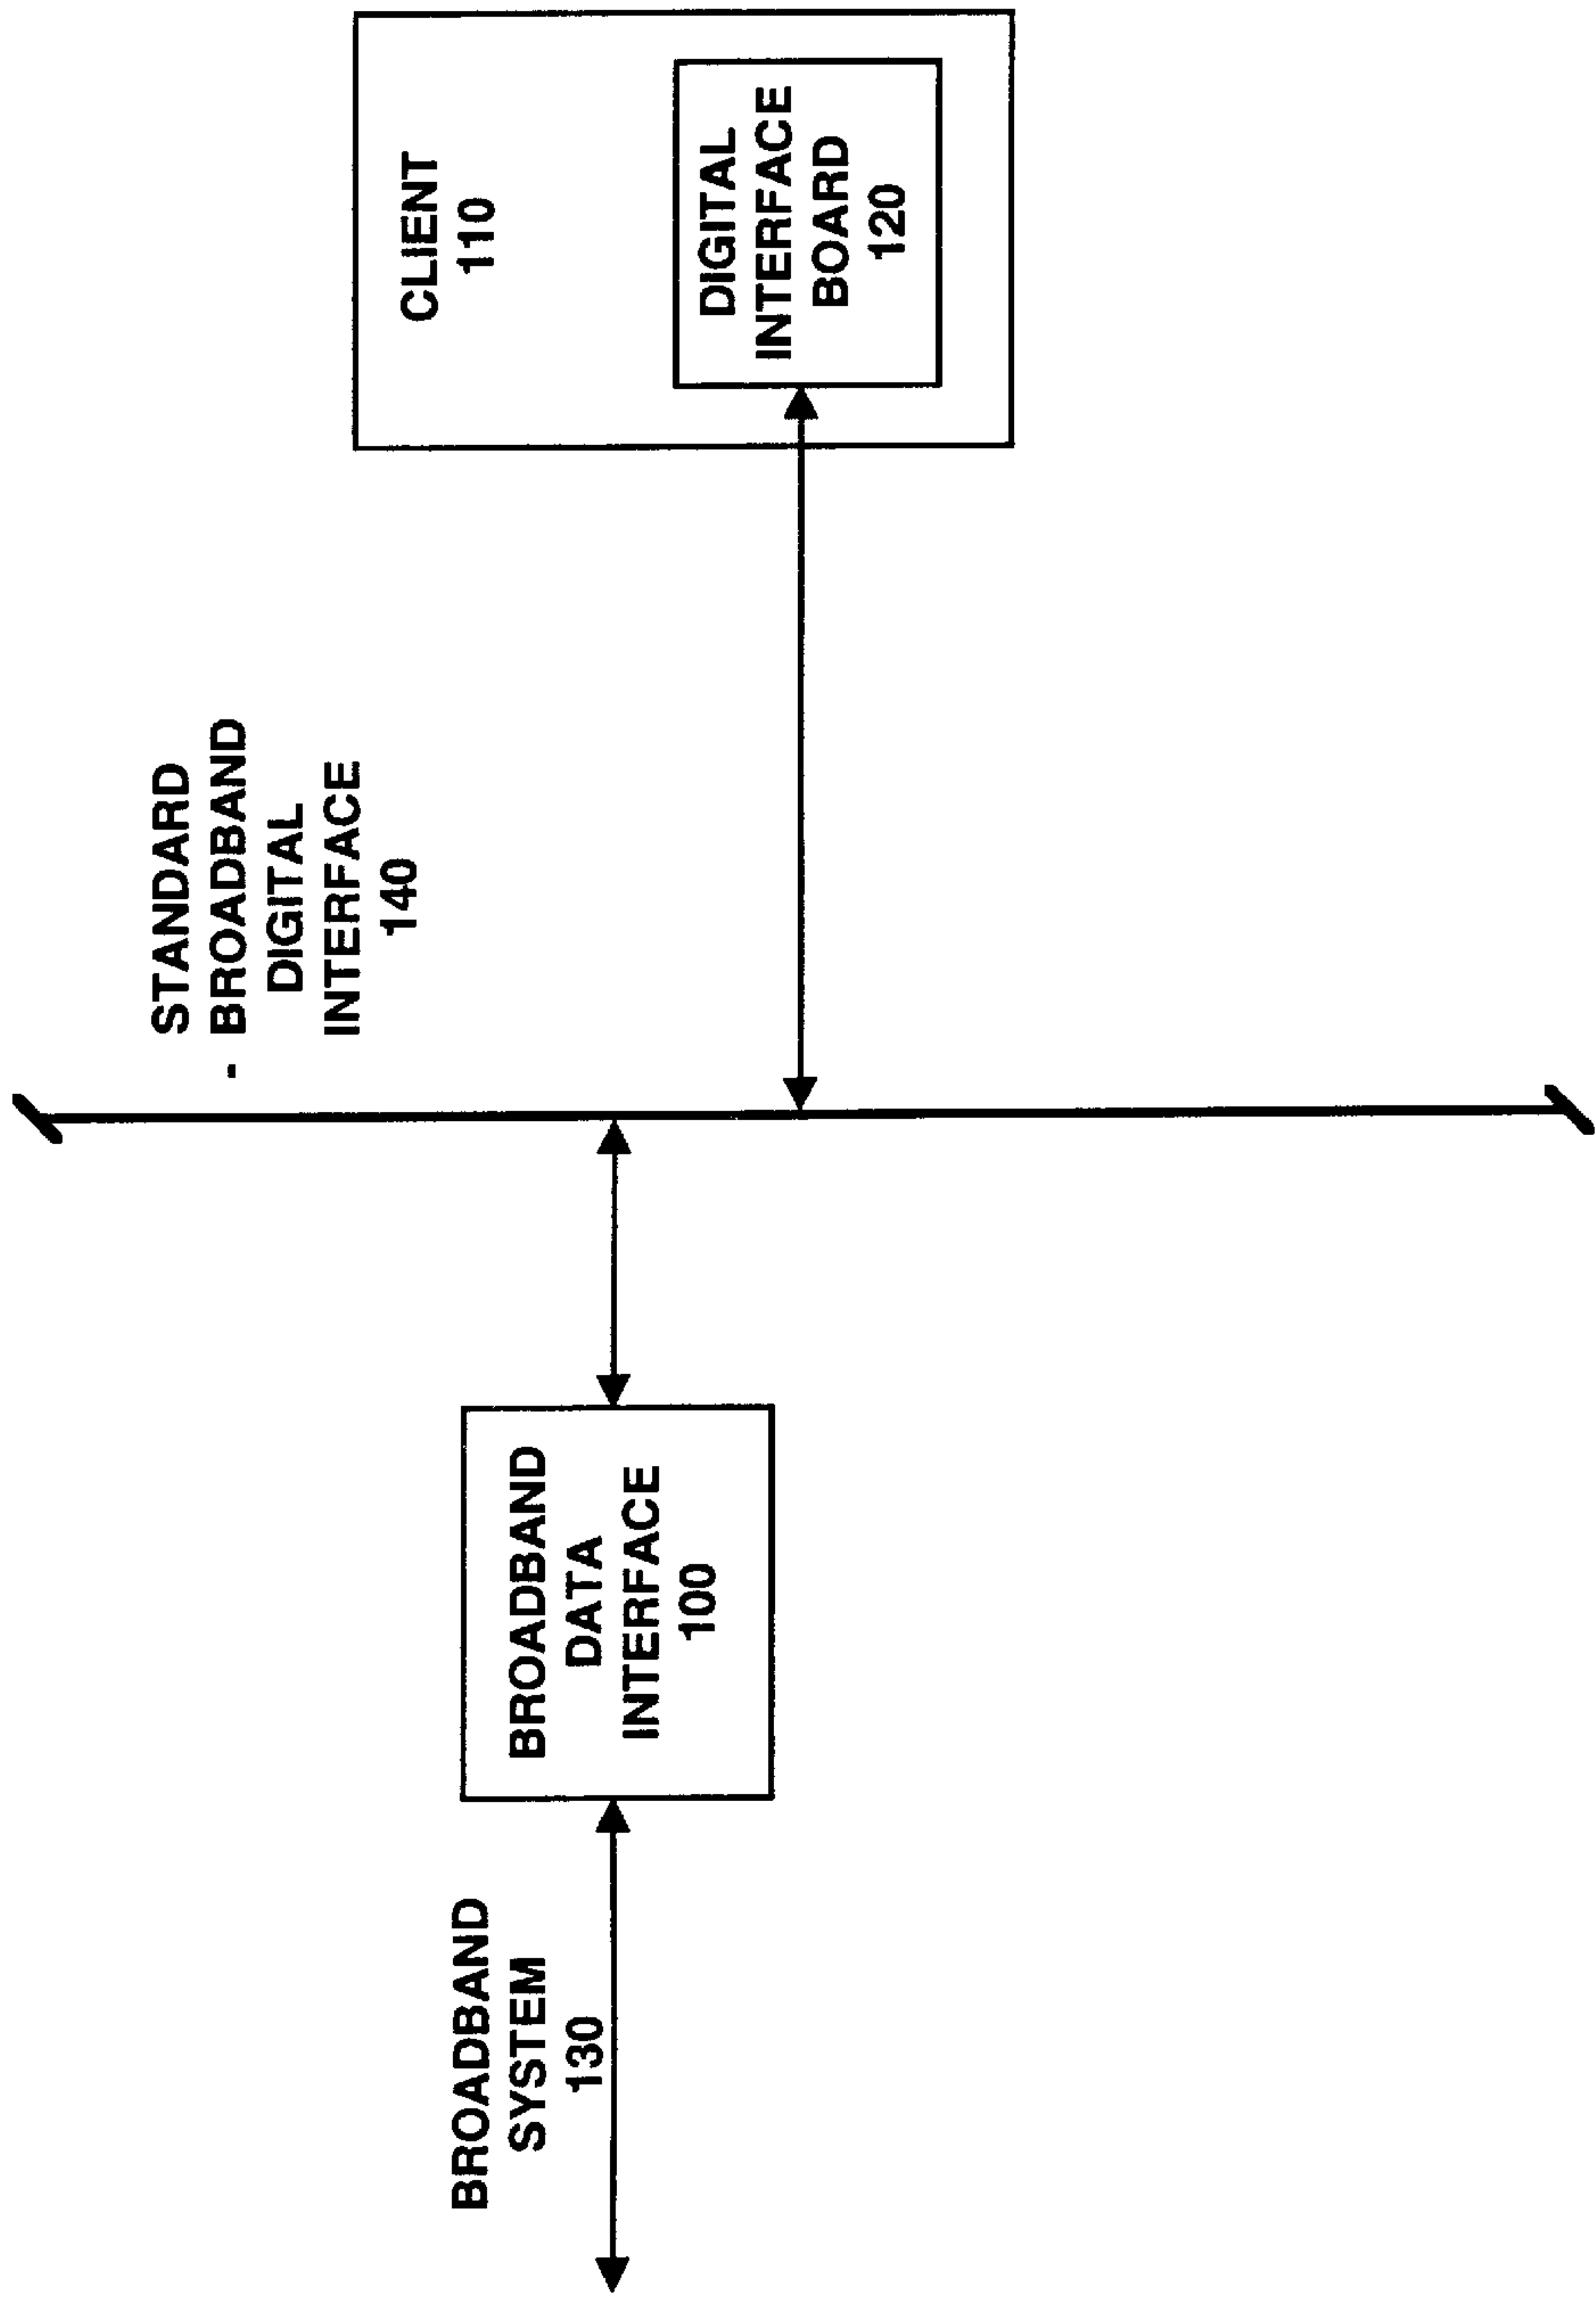 BROADBAND
SYSTEM
130
BROADBAND
DATA
INTERFACE
100
STANDARD
- BROADBAND
DIGITAL
INTERFACE
140
CLIENT
110
DIGITAL
INTERFACE
BOARD
120